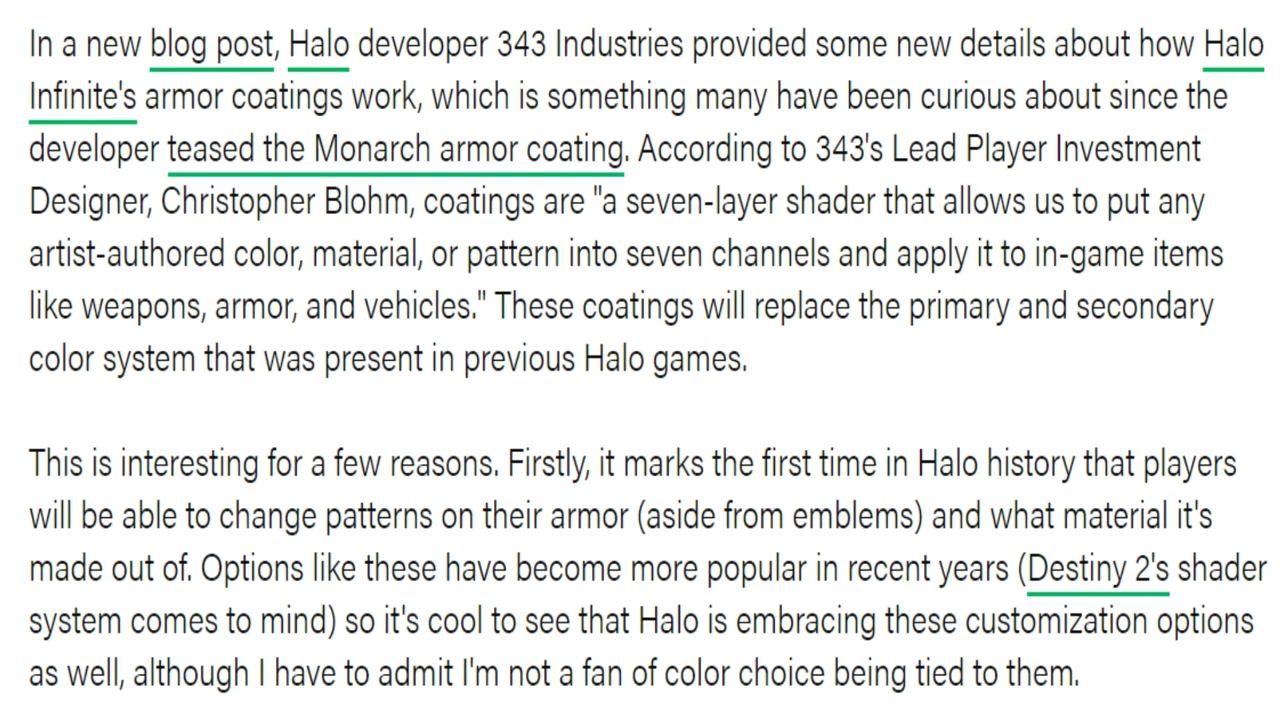 In a new blog post, Halo developer 343 Industries provided some new details about how Halo
Infinite's armor coatings work, which is something many have been curious about since the
developer teased the Monarch armor coating. According to 343's Lead Player Investment
Designer, Christopher Blohm, coatings are "a seven-layer shader that allows us to put any
artist-authored color, material, or pattern into seven channels and apply it to in-game items
like weapons, armor, and vehicles." These coatings will replace the primary and secondary
color system that was present in previous Halo games.
This is interesting for a few reasons. Firstly, it marks the first time in Halo history that players
will be able to change patterns on their armor (aside from emblems) and what material it's
made out of. Options like these have become more popular in recent years (Destiny 2's shader
system comes to mind) so it's cool to see that Halo is embracing these customization options
as well, although I have to admit I'm not a fan of color choice being tied to them.